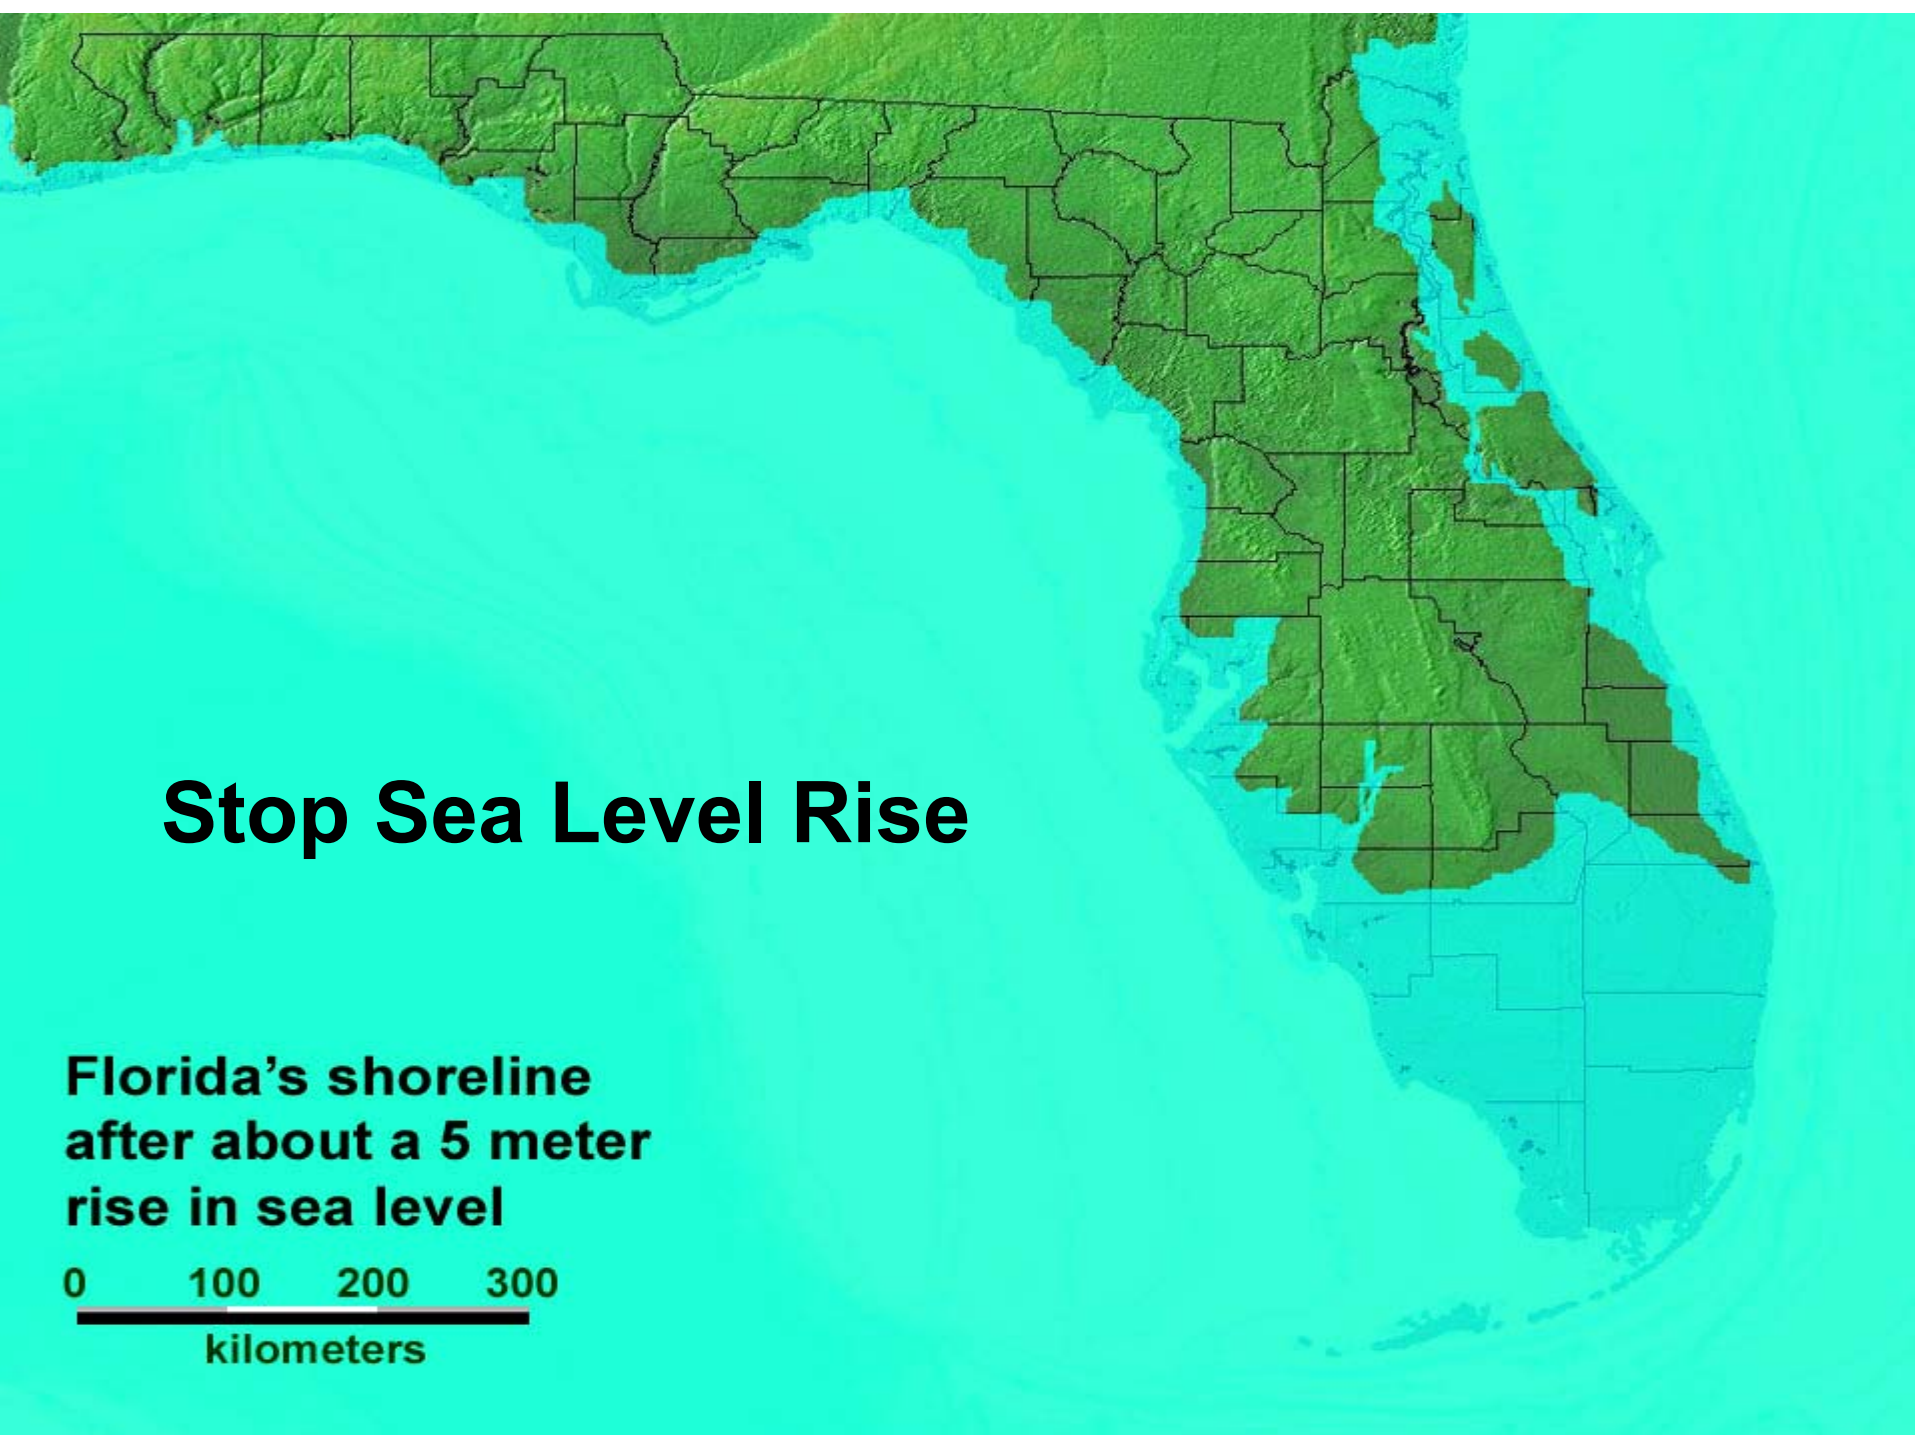 Stop Sea Level Rise
Florida’s shoreline
after about a 5 meter
rise in sea level
0 100 200 300
kilometers